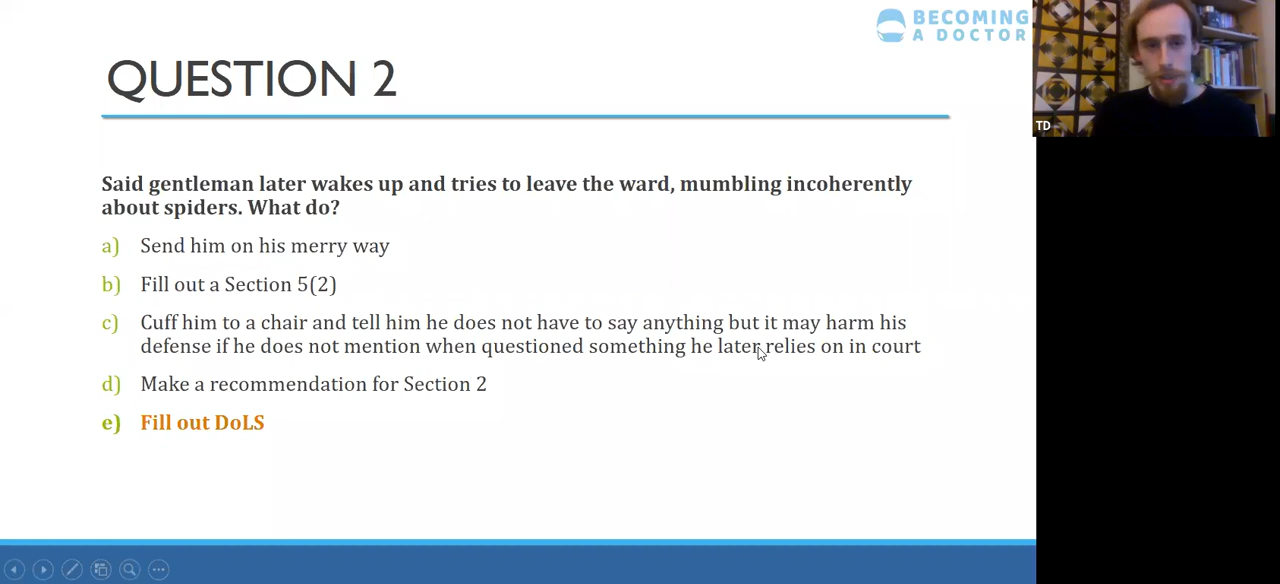 BECOMING
A DOCTOR
QUESTION 2
TD
Said gentleman later wakes up and tries to leave the ward, mumbling incoherently
about spiders. What do?
a) Send him on his merry way
b) Fill out a Section 5(2)
c) Cuff him to a chair and tell him he does not have to say anything but it may harm his
defense if he does not mention when questioned something he later relies on in court
d) Make a recommendation for Section 2
e) Fill out DoLS